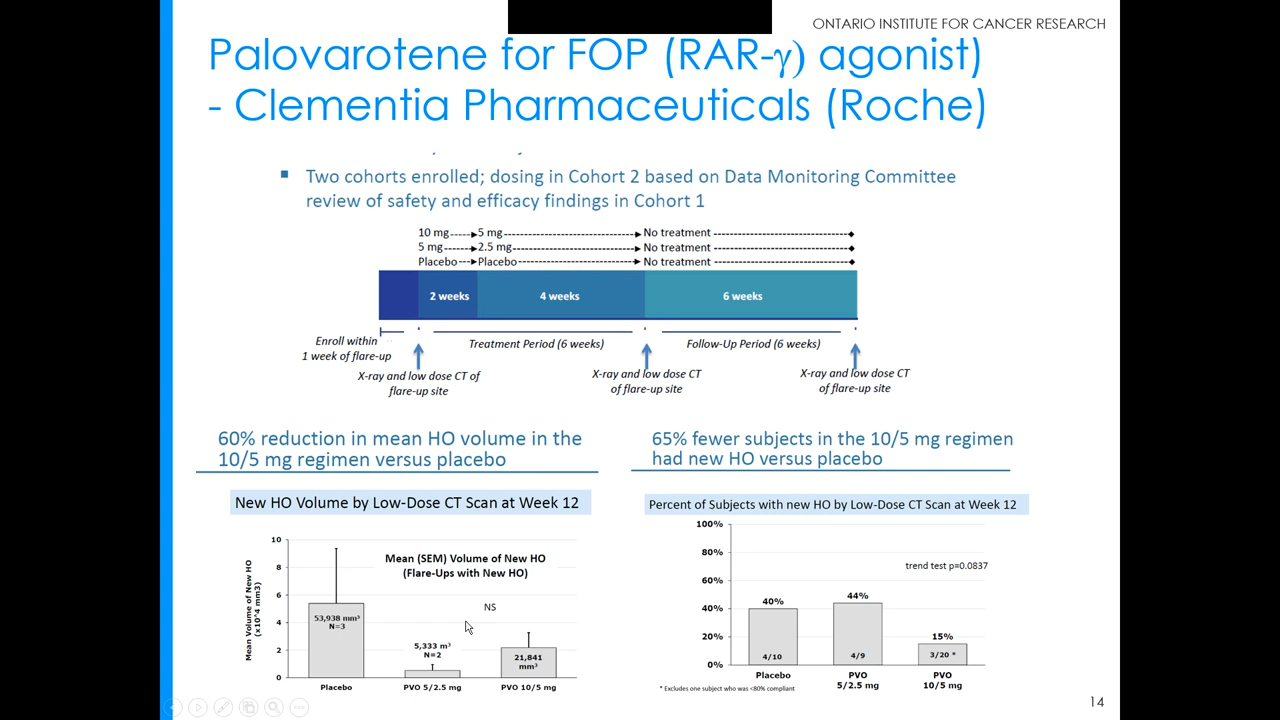 ONTARIO INSTITUTE FOR CANCER RESEARCH
Palovarotene for FOP (RAR-γ) agonist)
- Clementia Pharmaceuticals (Roche)
▪ Two cohorts enrolled; dosing in Cohort 2 based on Data Monitoring Committee
review of safety and efficacy findings in Cohort 1
10 mg 5 mg No treatment
5 mg 2.5 mg No treatment
Placebo Placebo No treatment
2 weeks 4 weeks 6 weeks
Enroll within
1 week of flare-up
Treatment Period (6 weeks) Follow-Up Period (6 weeks)
X-ray and low dose CT of
flare-up site
X-ray and low dose CT
of flare-up site
X-ray and low dose CT
of flare-up site
60% reduction in mean HO volume in the
10/5 mg regimen versus placebo
New HO Volume by Low-Dose CT Scan at Week 12
Mean Volume of New HO
(x10^4 mm3)
10
8
6
4
2
0
Mean (SEM) Volume of New HO
(Flare-Ups with New HO)
NS
53,938 mm³
N=3
5,333 m³
N=2
21,841
mm³
Placebo PVO 5/2.5 mg PVO 10/5 mg
65% fewer subjects in the 10/5 mg regimen
had new HO versus placebo
Percent of Subjects with new HO by Low-Dose CT Scan at Week 12
100%
80%
60%
40%
20%
0%
trend test p=0.0837
40%
44%
15%
4/10
4/9
3/20 *
Placebo
PVO
5/2.5 mg
PVO
10/5 mg
* Excludes one subject who was <80% compliant
14